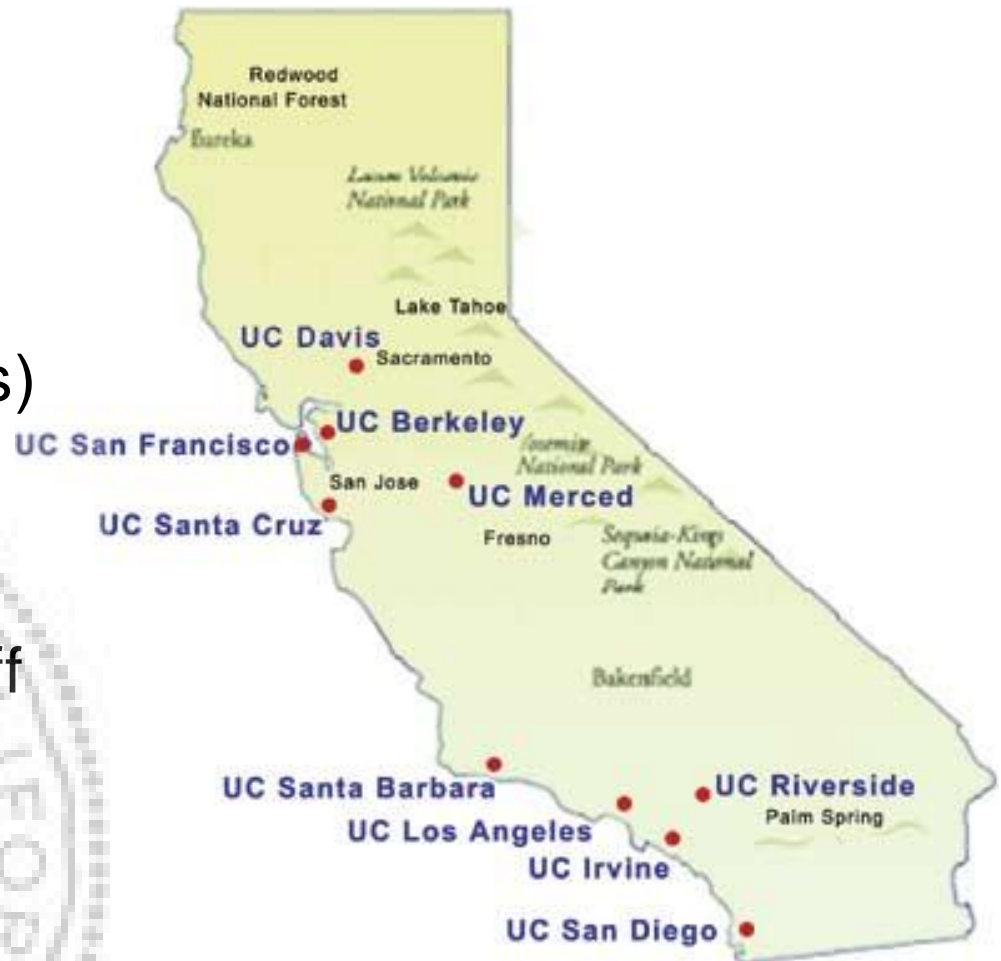 Redwood
National Forest
Eureka
Lassen Volcanic
National Park
Lake Tahoe
UC Davis
Sacramento
s)
UC Berkeley
UC San Francisco
National Park
San Jose
UC Merced
UC Santa Cruz
Fresno
Sequoia-Kings
Canyon National
Park
ff
Bakersfield
UC Santa Barbara
UC Riverside
Palm Spring
UC Los Angeles
UC Irvine
UC San Diego